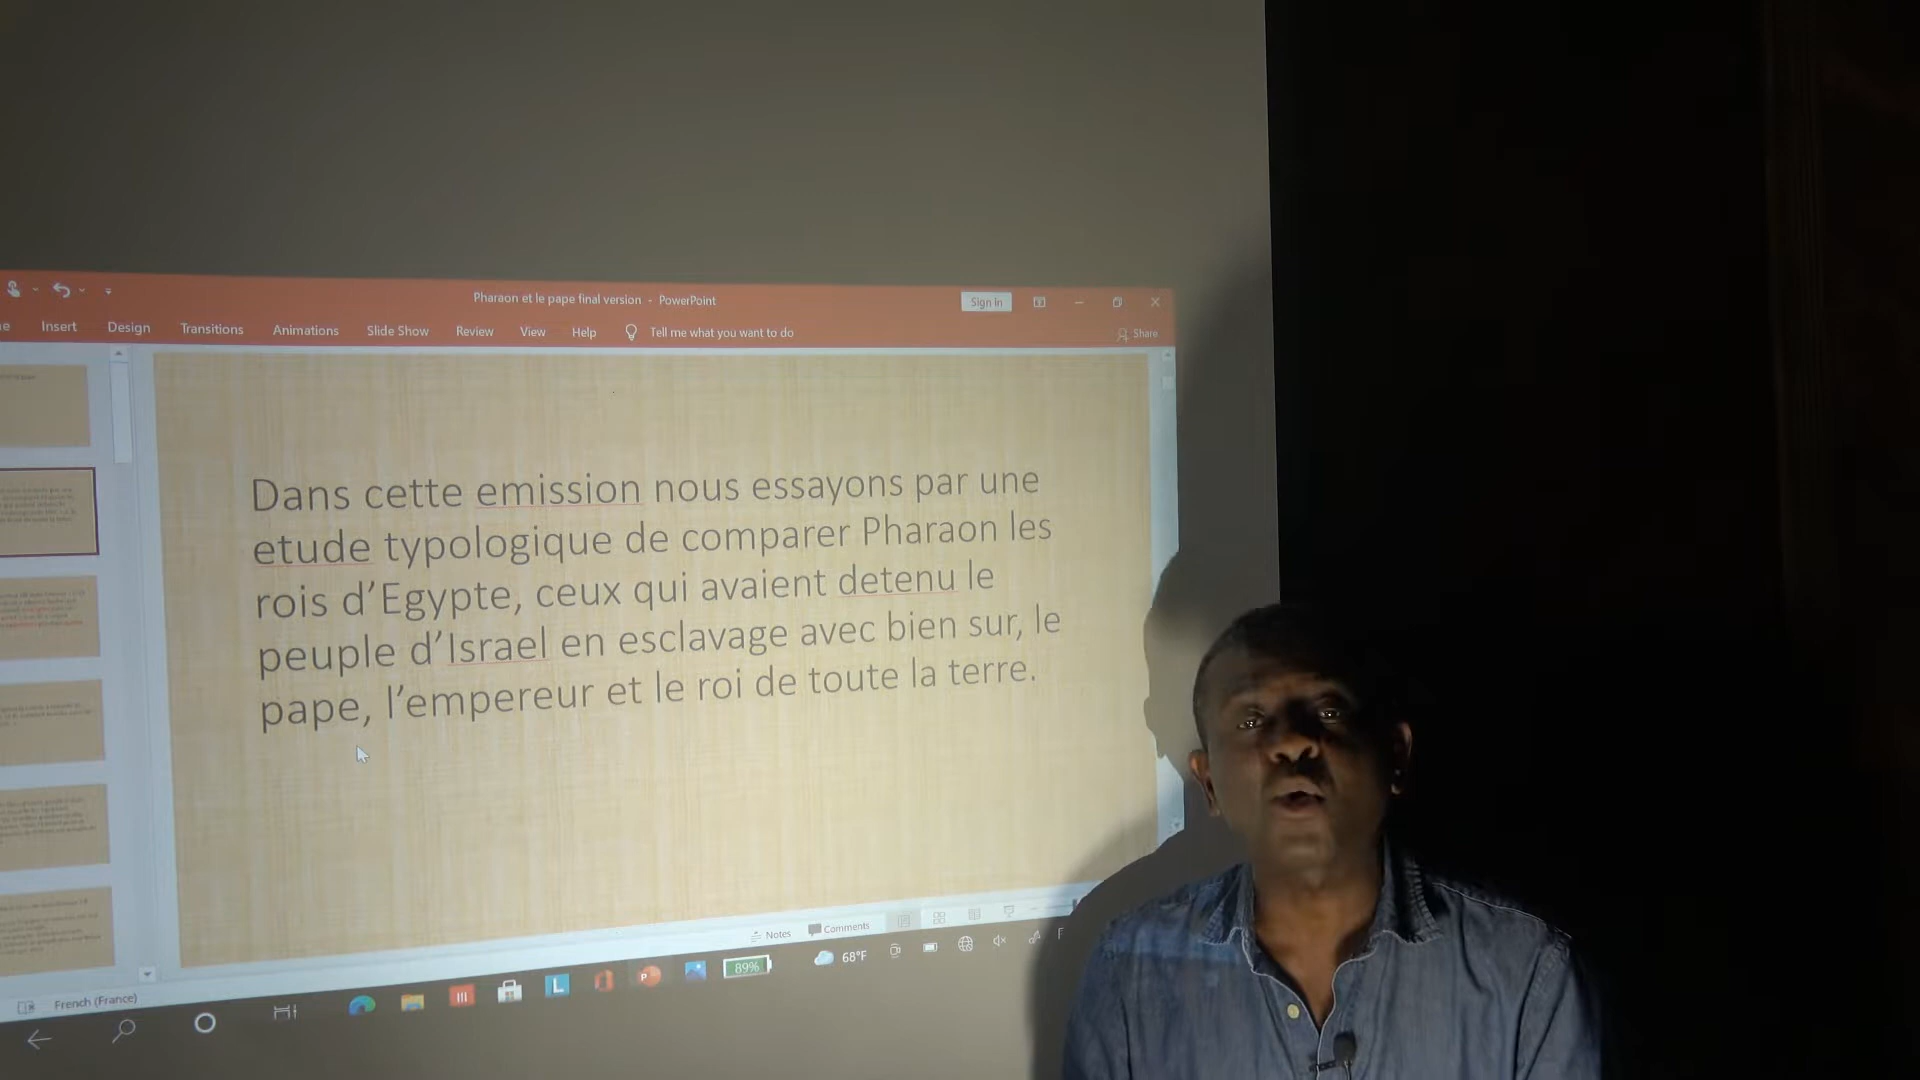 Pharaon et le pape final version - PowerPoint
Sign in
Insert Design Transitions Animations Slide Show Review View Help Tell me what you want to do
Share
Dans cette emission nous essayons par une
etude typologique de comparer Pharaon les
rois d'Egypte, ceux qui avaient detenu le
peuple d'Israel en esclavage avec bien sur, le
pape, l'empereur et le roi de toute la terre.
Notes Comments
French (France)
89%
68°F